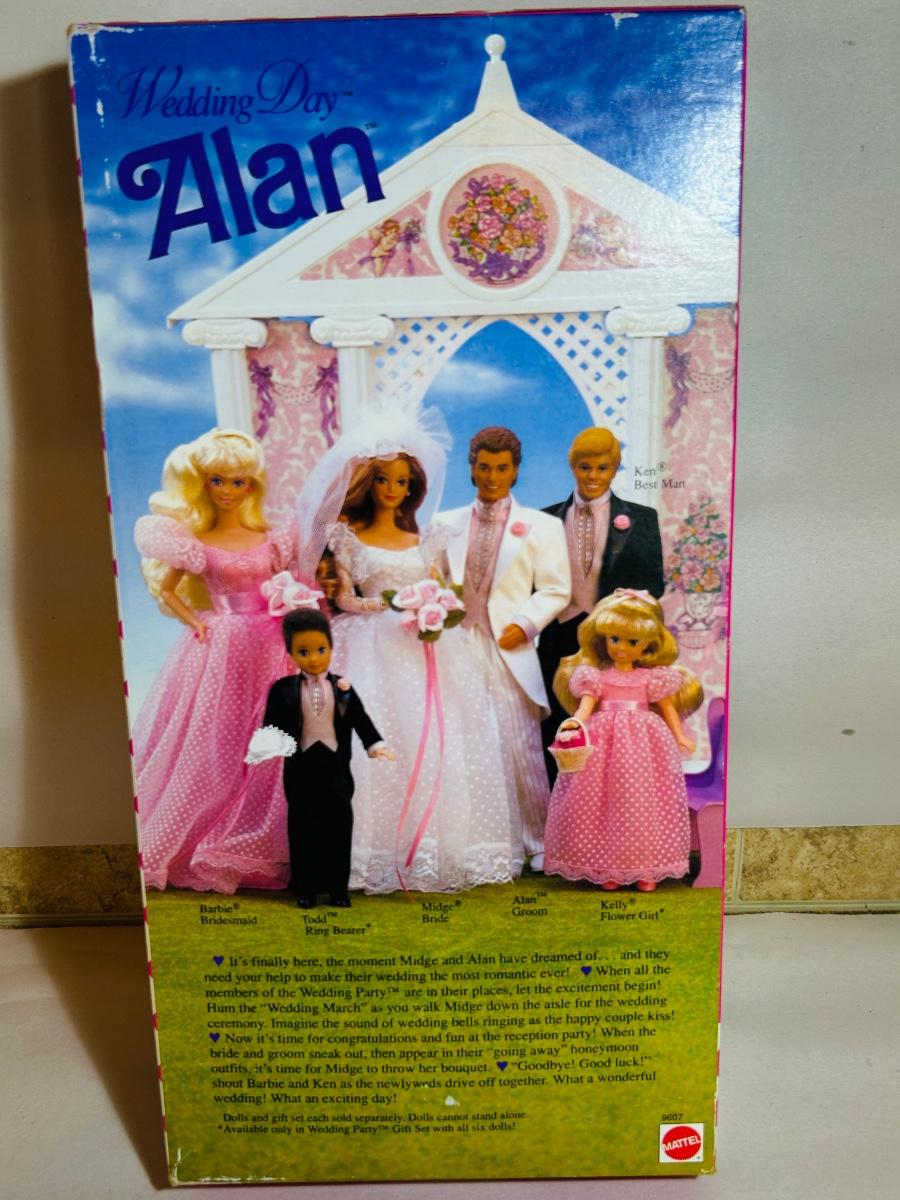 Wedding Day™
Alan™
Ken®
Best Man
Barbie®
Bridesmaid
Todd™
Ring Bearer*
Midge®
Bride
Alan™
Groom
Kelly®
Flower Girl*
♥ It's finally here, the moment Midge and Alan have dreamed of. . . and they
need your help to make their wedding the most romantic ever! ♥ When all the
members of the Wedding Party™ are in their places, let the excitement begin!
Hum the "Wedding March" as you walk Midge down the aisle for the wedding
ceremony. Imagine the sound of wedding bells ringing as the happy couple kiss!
♥ Now it's time for congratulations and fun at the reception party! When the
bride and groom sneak out, then appear in their "going away" honeymoon
outfits, it's time for Midge to throw her bouquet. ♥ "Goodbye! Good luck!"
shout Barbie and Ken as the newlyweds drive off together. What a wonderful
wedding! What an exciting day!
Dolls and gift set each sold separately. Dolls cannot stand alone.
*Available only in Wedding Party™ Gift Set with all six dolls!
9607
MATTEL
®